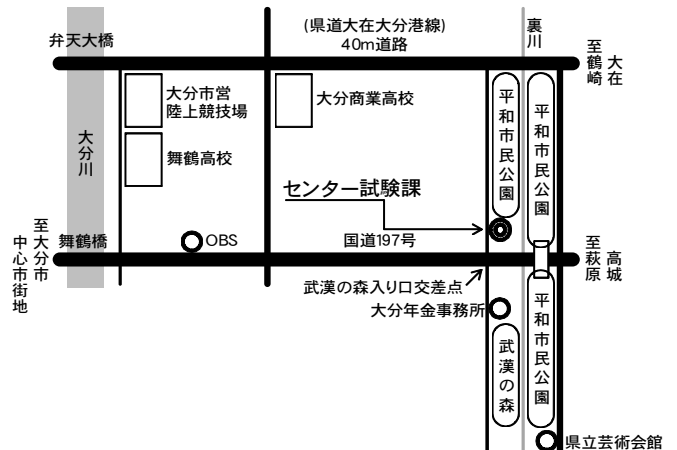 弁天大橋
(県道大在大分港線)
40m道路
裏川
至鶴崎
大在
大分市営
陸上競技場
大分商業高校
平和市民公園
平和市民公園
大分川
舞鶴高校
センター試験課
至大分市
中心市街地
舞鶴橋
OBS
国道197号
至萩原
高城
武漢の森入り口交差点
大分年金事務所
平和市民公園
武漢の森
県立芸術会館